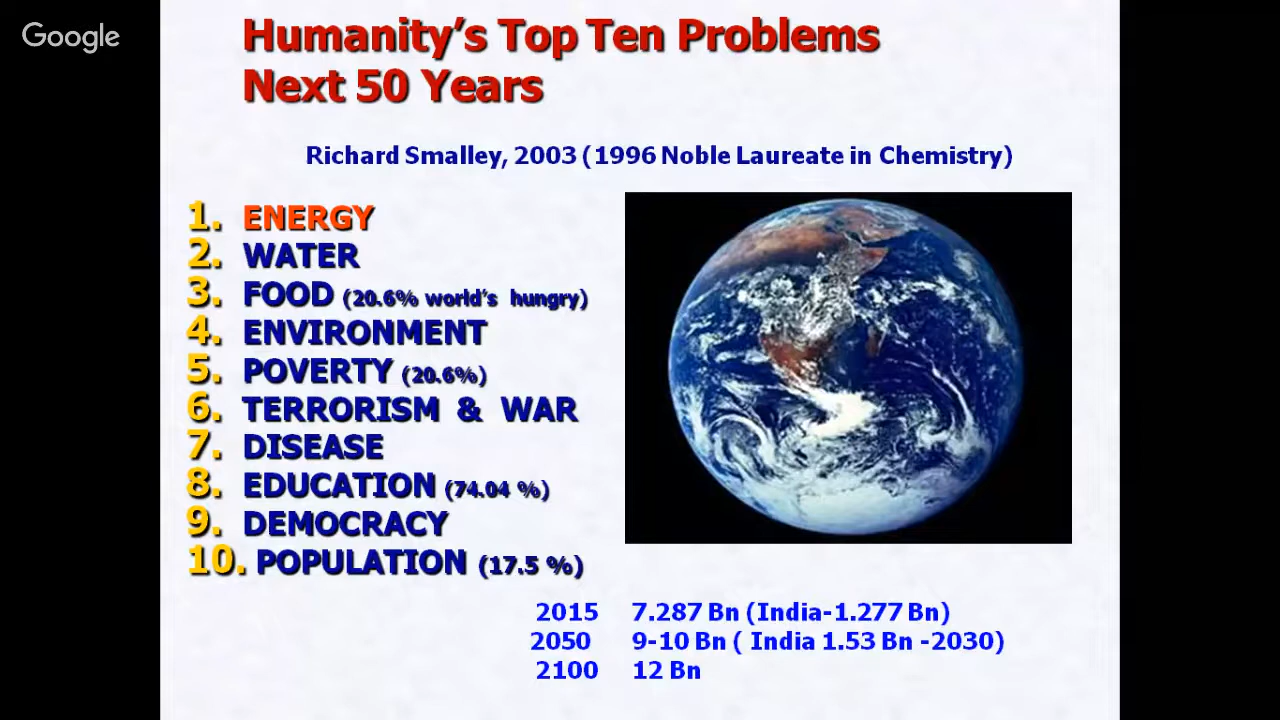 Google
Humanity's Top Ten Problems
Next 50 Years
Richard Smalley, 2003 (1996 Noble Laureate in Chemistry)
1. ENERGY
2. WATER
3. FOOD (20.6% world's hungry)
4. ENVIRONMENT
5. POVERTY (20.6%)
6. TERRORISM & WAR
7. DISEASE
8. EDUCATION (74.04 %)
9. DEMOCRACY
10. POPULATION (17.5 %)
2015 7.287 Bn (India-1.277 Bn)
2050 9-10 Bn ( India 1.53 Bn -2030)
2100 12 Bn